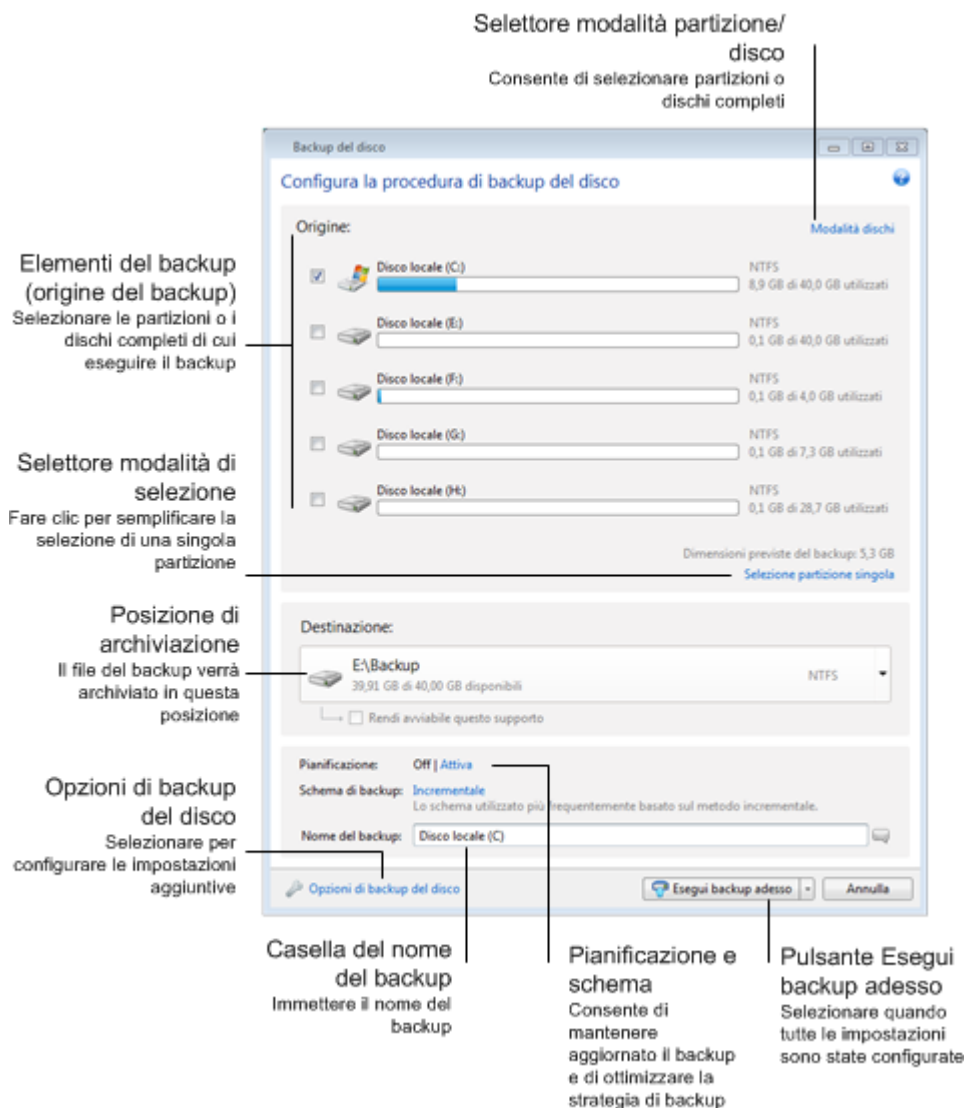 Selettore modalità partizione/
disco
Consente di selezionare partizioni o
dischi completi
Backup del disco
Configura la procedura di backup del disco
Origine:
Modalità dischi
Elementi del backup
(origine del backup)
Selezionare le partizioni o i
dischi completi di cui
eseguire il backup
Disco locale (C:)
NTFS
8,9 GB di 40,0 GB utilizzati
Disco locale (E:)
NTFS
0,1 GB di 40,0 GB utilizzati
Disco locale (F:)
NTFS
0,1 GB di 4,0 GB utilizzati
Disco locale (G:)
NTFS
0,1 GB di 7,3 GB utilizzati
Disco locale (H:)
NTFS
0,1 GB di 28,7 GB utilizzati
Selettore modalità di
selezione
Fare clic per semplificare la
selezione di una singola
partizione
Dimensioni previste del backup: 5,3 GB
Selezione partizione singola
Posizione di
archiviazione
Il file del backup verrà
archiviato in questa
posizione
Destinazione:
E:\Backup
39,91 GB di 40,00 GB disponibili
NTFS
Rendi avviabile questo supporto
Pianificazione: Off | Attiva
Schema di backup: Incrementale
Lo schema utilizzato più frequentemente basato sul metodo incrementale.
Nome del backup: Disco locale (C)
Opzioni di backup
del disco
Selezionare per
configurare le impostazioni
aggiuntive
Opzioni di backup del disco
Esegui backup adesso
Annulla
Casella del nome
del backup
Immettere il nome del
backup
Pianificazione e
schema
Consente di
mantenere
aggiornato il backup
e di ottimizzare la
strategia di backup
Pulsante Esegui
backup adesso
Selezionare quando
tutte le impostazioni
sono state configurate